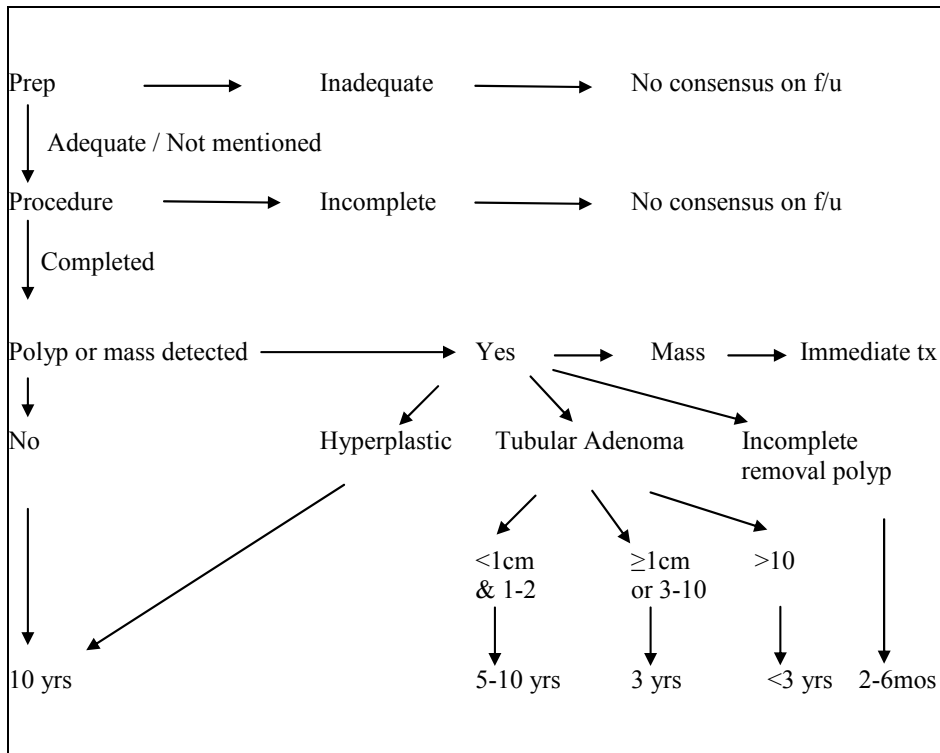 Prep Inadequate No consensus on f/u
Adequate / Not mentioned
Procedure Incomplete No consensus on f/u
Completed
Polyp or mass detected Yes Mass Immediate tx
No Hyperplastic Tubular Adenoma Incomplete
removal polyp
<1cm ≥1cm >10
& 1-2 or 3-10
10 yrs 5-10 yrs 3 yrs <3 yrs 2-6mos